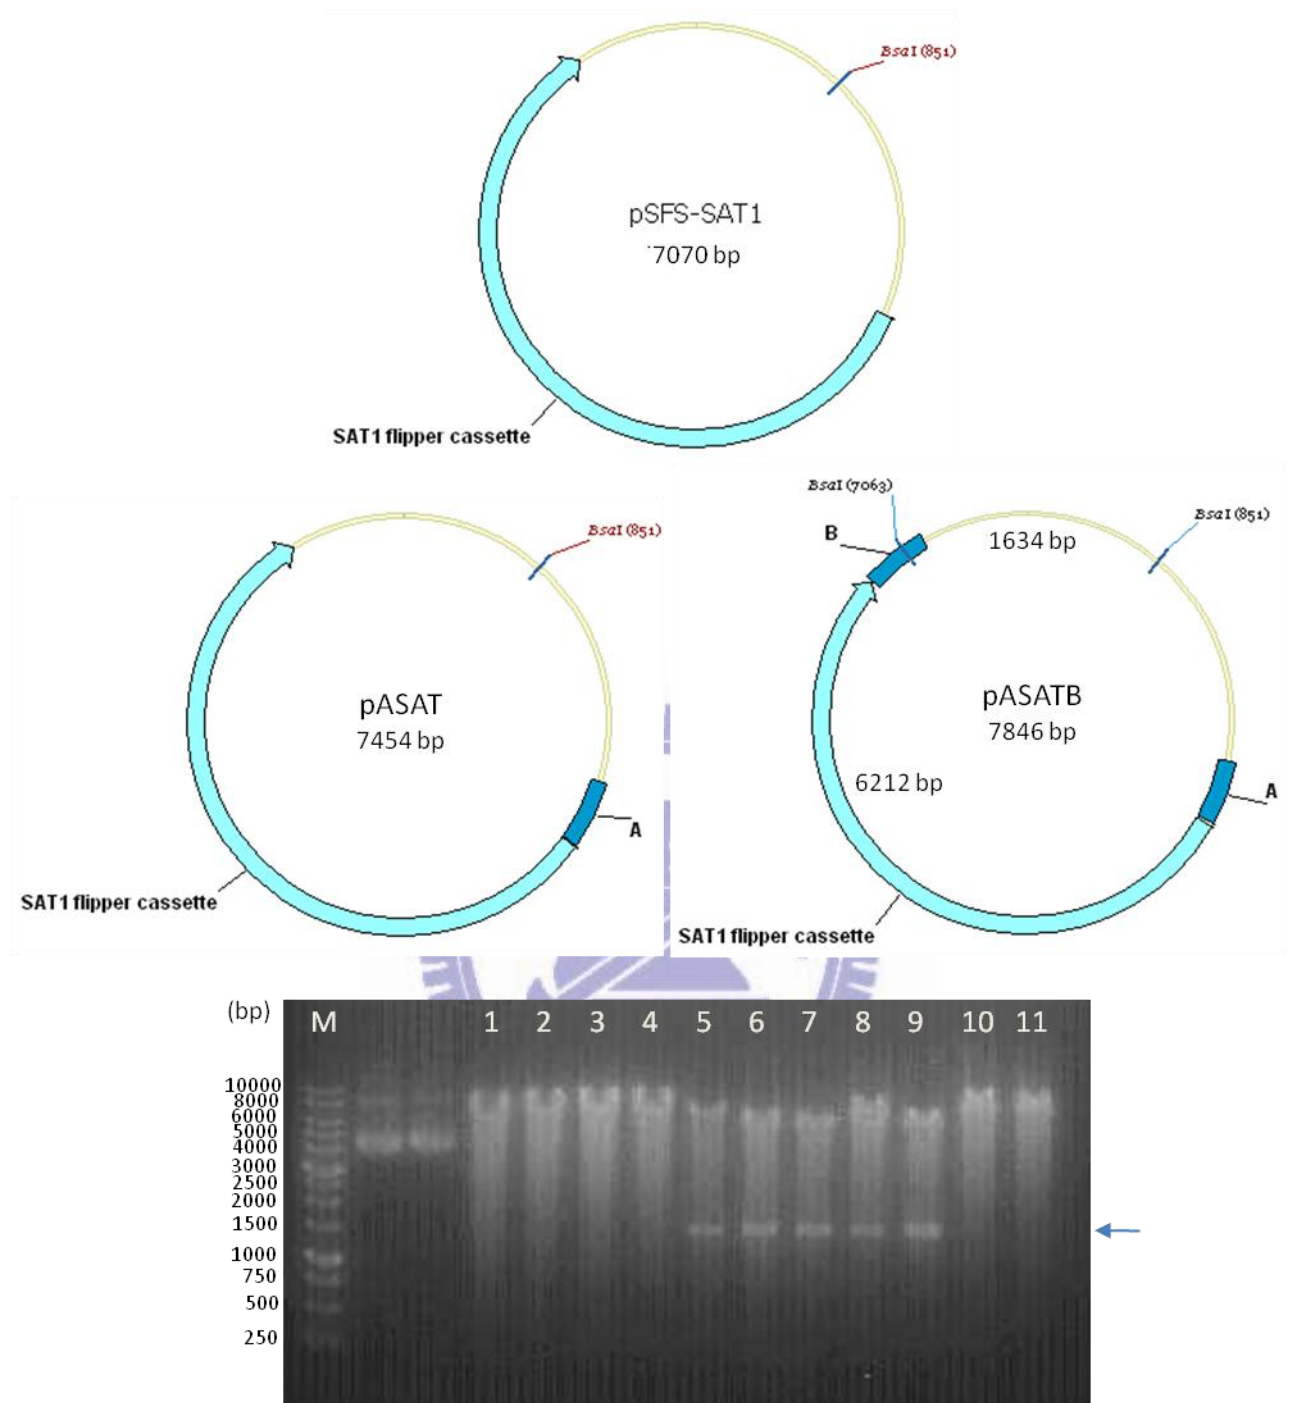 BsaI (851)
pSFS-SAT1
7070 bp
SAT1 flipper cassette
BsaI (851)
pASAT
7454 bp
A
SAT1 flipper cassette
BsaI (7063)
B
1634 bp
BsaI (851)
pASATB
7846 bp
6212 bp
A
SAT1 flipper cassette
(bp) M 1 2 3 4 5 6 7 8 9 10 11
10000
8000
6000
5000
4000
3000
2500
2000
1500
1000
750
500
250